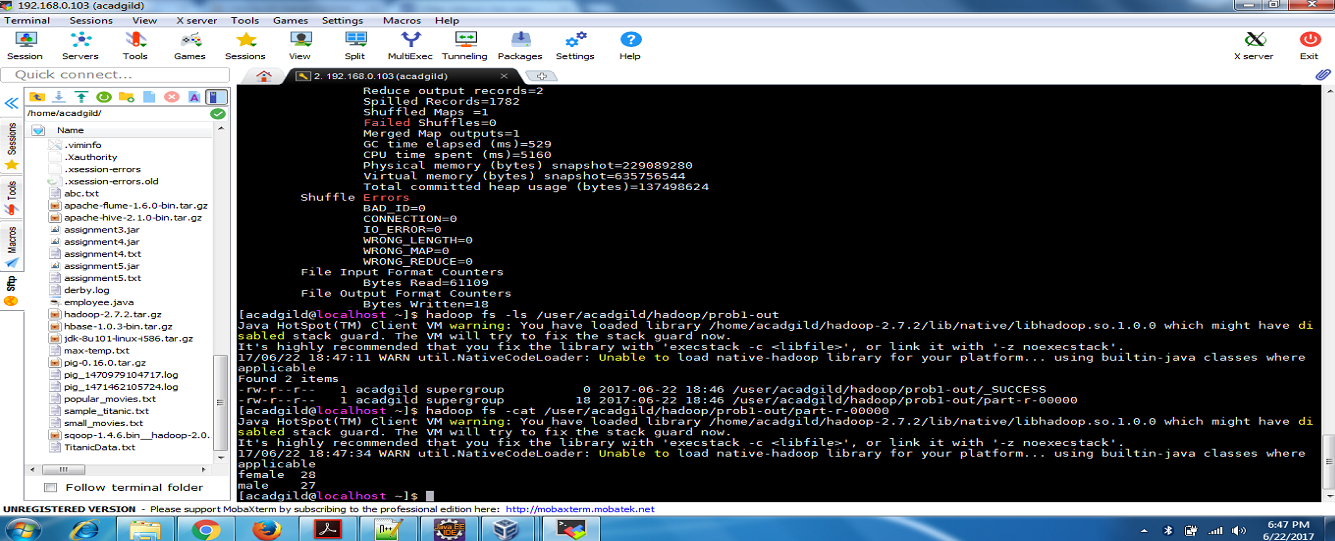 192.168.0.103 (acadgild)
Terminal Sessions View X server Tools Games Settings Macros Help
Session Servers Tools Games Sessions View Split MultiExec Tunneling Packages Settings Help X server Exit
Quick connect...
2. 192.168.0.103 (acadgild)
/home/acadgild/
Name
.viminfo
.Xauthority
.xsession-errors
.xsession-errors.old
abc.txt
apache-flume-1.6.0-bin.tar.gz
apache-hive-2.1.0-bin.tar.gz
assignment3.jar
assignment4.jar
assignment4.txt
assignment5.jar
assignment5.txt
derby.log
employee.java
hadoop-2.7.2.tar.gz
hbase-1.0.3-bin.tar.gz
jdk-8u101-linux-i586.tar.gz
max-temp.txt
pig-0.16.0.tar.gz
pig_1470979104717.log
pig_1471462105724.log
popular_movies.txt
sample_titanic.txt
small_movies.txt
sqoop-1.4.6.bin__hadoop-2.0...
TitanicData.txt
Follow terminal folder
Sessions
Tools
Macros
Sftp
Reduce output records=2
Spilled Records=1782
Shuffled Maps =1
Failed Shuffles=0
Merged Map outputs=1
GC time elapsed (ms)=529
CPU time spent (ms)=5160
Physical memory (bytes) snapshot=229089280
Virtual memory (bytes) snapshot=635756544
Total committed heap usage (bytes)=137498624
Shuffle Errors
BAD_ID=0
CONNECTION=0
IO_ERROR=0
WRONG_LENGTH=0
WRONG_MAP=0
WRONG_REDUCE=0
File Input Format Counters
Bytes Read=61109
File Output Format Counters
Bytes Written=18
[acadgild@localhost ~]$ hadoop fs -ls /user/acadgild/hadoop/prob1-out
Java HotSpot(TM) Client VM warning: You have loaded library /home/acadgild/hadoop-2.7.2/lib/native/libhadoop.so.1.0.0 which might have di
sabled stack guard. The VM will try to fix the stack guard now.
It's highly recommended that you fix the library with 'execstack -c <libfile>', or link it with '-z noexecstack'.
17/06/22 18:47:11 WARN util.NativeCodeLoader: Unable to load native-hadoop library for your platform... using builtin-java classes where
applicable
Found 2 items
-rw-r--r-- 1 acadgild supergroup 0 2017-06-22 18:46 /user/acadgild/hadoop/prob1-out/_SUCCESS
-rw-r--r-- 1 acadgild supergroup 18 2017-06-22 18:46 /user/acadgild/hadoop/prob1-out/part-r-00000
[acadgild@localhost ~]$ hadoop fs -cat /user/acadgild/hadoop/prob1-out/part-r-00000
Java HotSpot(TM) Client VM warning: You have loaded library /home/acadgild/hadoop-2.7.2/lib/native/libhadoop.so.1.0.0 which might have di
sabled stack guard. The VM will try to fix the stack guard now.
It's highly recommended that you fix the library with 'execstack -c <libfile>', or link it with '-z noexecstack'.
17/06/22 18:47:34 WARN util.NativeCodeLoader: Unable to load native-hadoop library for your platform... using builtin-java classes where
applicable
female 28
male 27
[acadgild@localhost ~]$
UNREGISTERED VERSION - Please support MobaXterm by subscribing to the professional edition here: http://mobaxterm.mobatek.net
Java EE
IDE
6:47 PM
6/22/2017